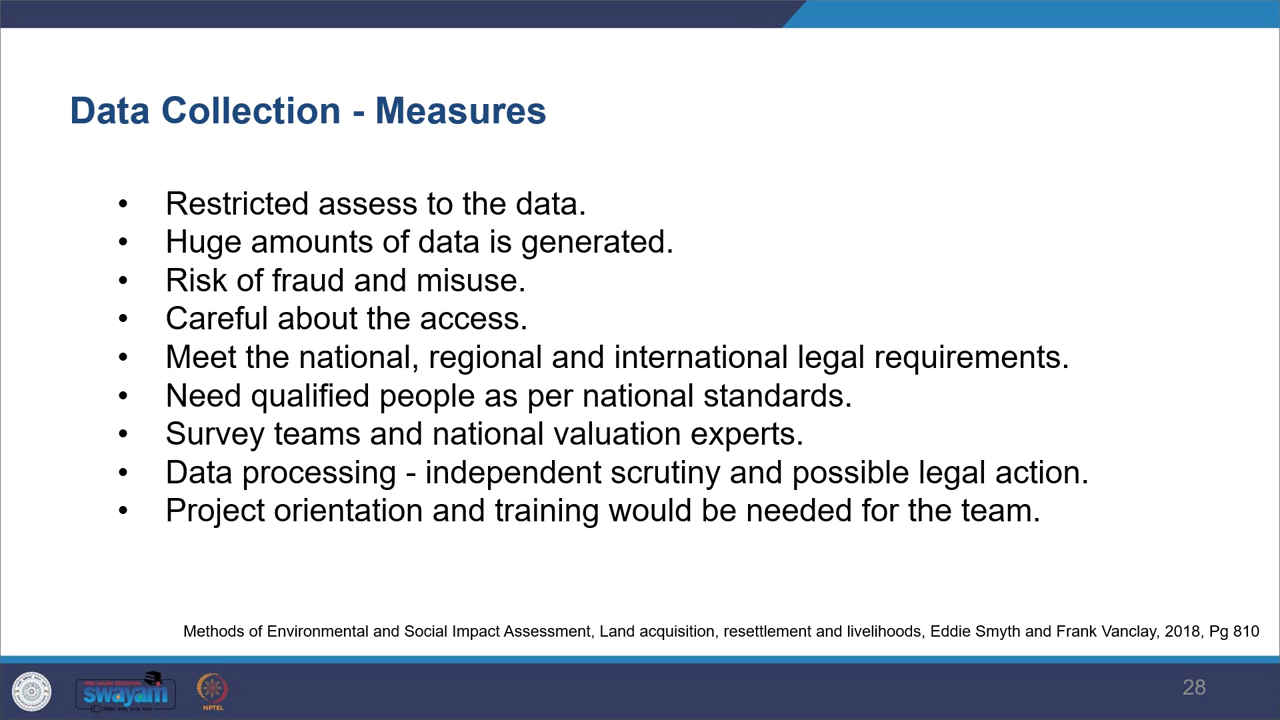 Data Collection - Measures
• Restricted assess to the data.
• Huge amounts of data is generated.
• Risk of fraud and misuse.
• Careful about the access.
• Meet the national, regional and international legal requirements.
• Need qualified people as per national standards.
• Survey teams and national valuation experts.
• Data processing - independent scrutiny and possible legal action.
• Project orientation and training would be needed for the team.
Methods of Environmental and Social Impact Assessment, Land acquisition, resettlement and livelihoods, Eddie Smyth and Frank Vanclay, 2018, Pg 810
FREE ONLINE EDUCATION
swayam
NPTEL
28